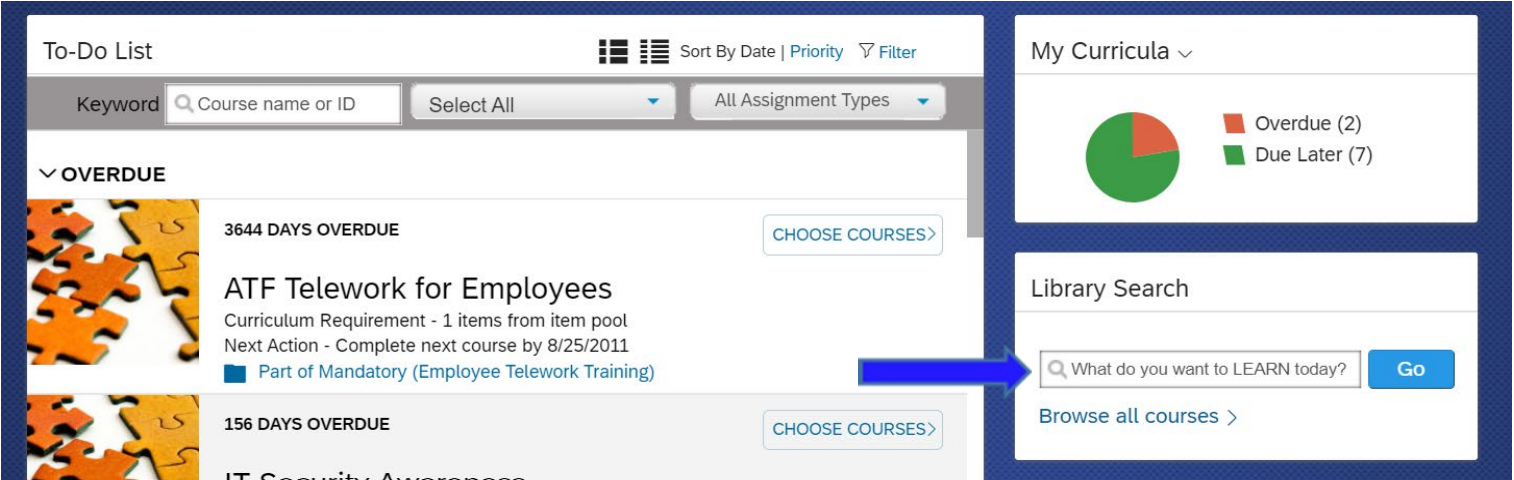 To-Do List
Sort By Date | Priority Filter
Keyword Course name or ID Select All All Assignment Types
OVERDUE
3644 DAYS OVERDUE
CHOOSE COURSES>
ATF Telework for Employees
Curriculum Requirement - 1 items from item pool
Next Action - Complete next course by 8/25/2011
Part of Mandatory (Employee Telework Training)
156 DAYS OVERDUE
CHOOSE COURSES>
IT Security Awareness
My Curricula
Overdue (2)
Due Later (7)
Library Search
What do you want to LEARN today? Go
Browse all courses >